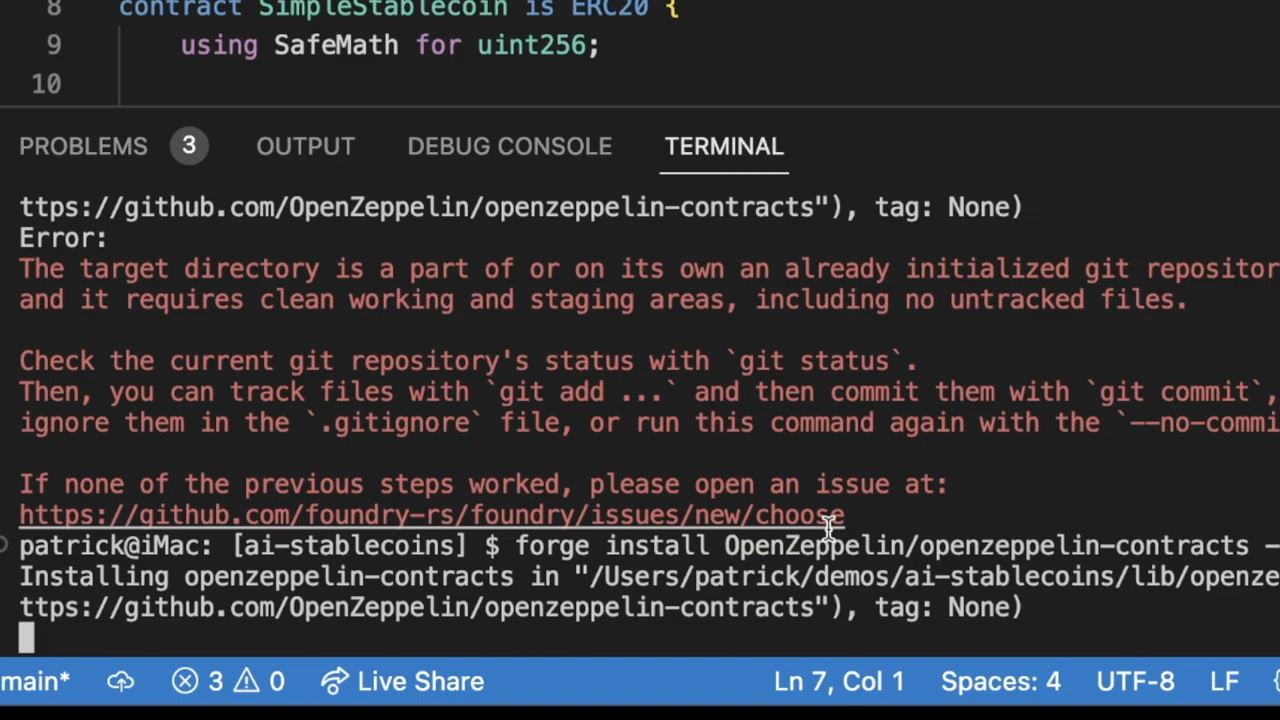 8 contract SimpleStablecoin is ERC20 {
9 using SafeMath for uint256;
10
PROBLEMS 3 OUTPUT DEBUG CONSOLE TERMINAL
ttps://github.com/OpenZeppelin/openzeppelin-contracts"), tag: None)
Error:
The target directory is a part of or on its own an already initialized git repositor
and it requires clean working and staging areas, including no untracked files.
Check the current git repository's status with `git status`.
Then, you can track files with `git add ...` and then commit them with `git commit`,
ignore them in the `.gitignore` file, or run this command again with the `--no-commi
If none of the previous steps worked, please open an issue at:
https://github.com/foundry-rs/foundry/issues/new/choose
patrick@iMac: [ai-stablecoins] $ forge install OpenZeppelin/openzeppelin-contracts -
Installing openzeppelin-contracts in "/Users/patrick/demos/ai-stablecoins/lib/openze
ttps://github.com/OpenZeppelin/openzeppelin-contracts"), tag: None)
main* 3 0 Live Share Ln 7, Col 1 Spaces: 4 UTF-8 LF {